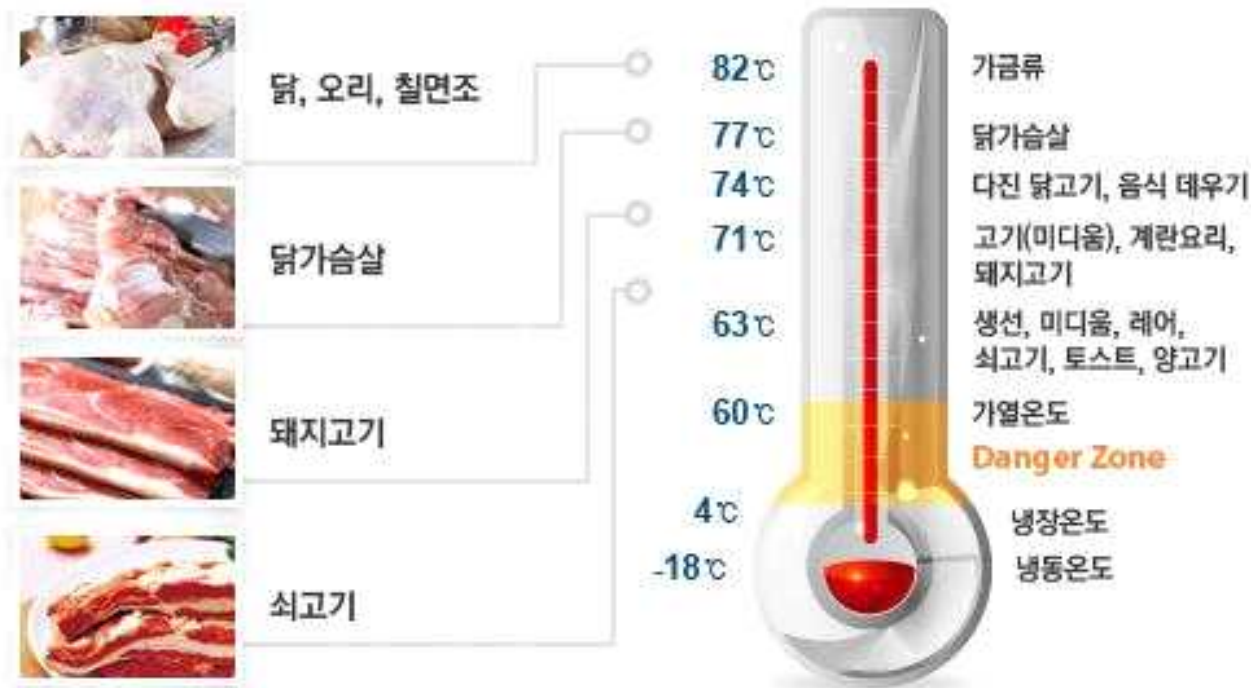 닭, 오리, 칠면조
닭가슴살
돼지고기
쇠고기
82℃ 가금류
77℃ 닭가슴살
74℃ 다진 닭고기, 음식 데우기
71℃ 고기(미디움), 계란요리,
돼지고기
63℃ 생선, 미디움, 레어,
쇠고기, 토스트, 양고기
60℃ 가열온도
Danger Zone
4℃ 냉장온도
-18℃ 냉동온도